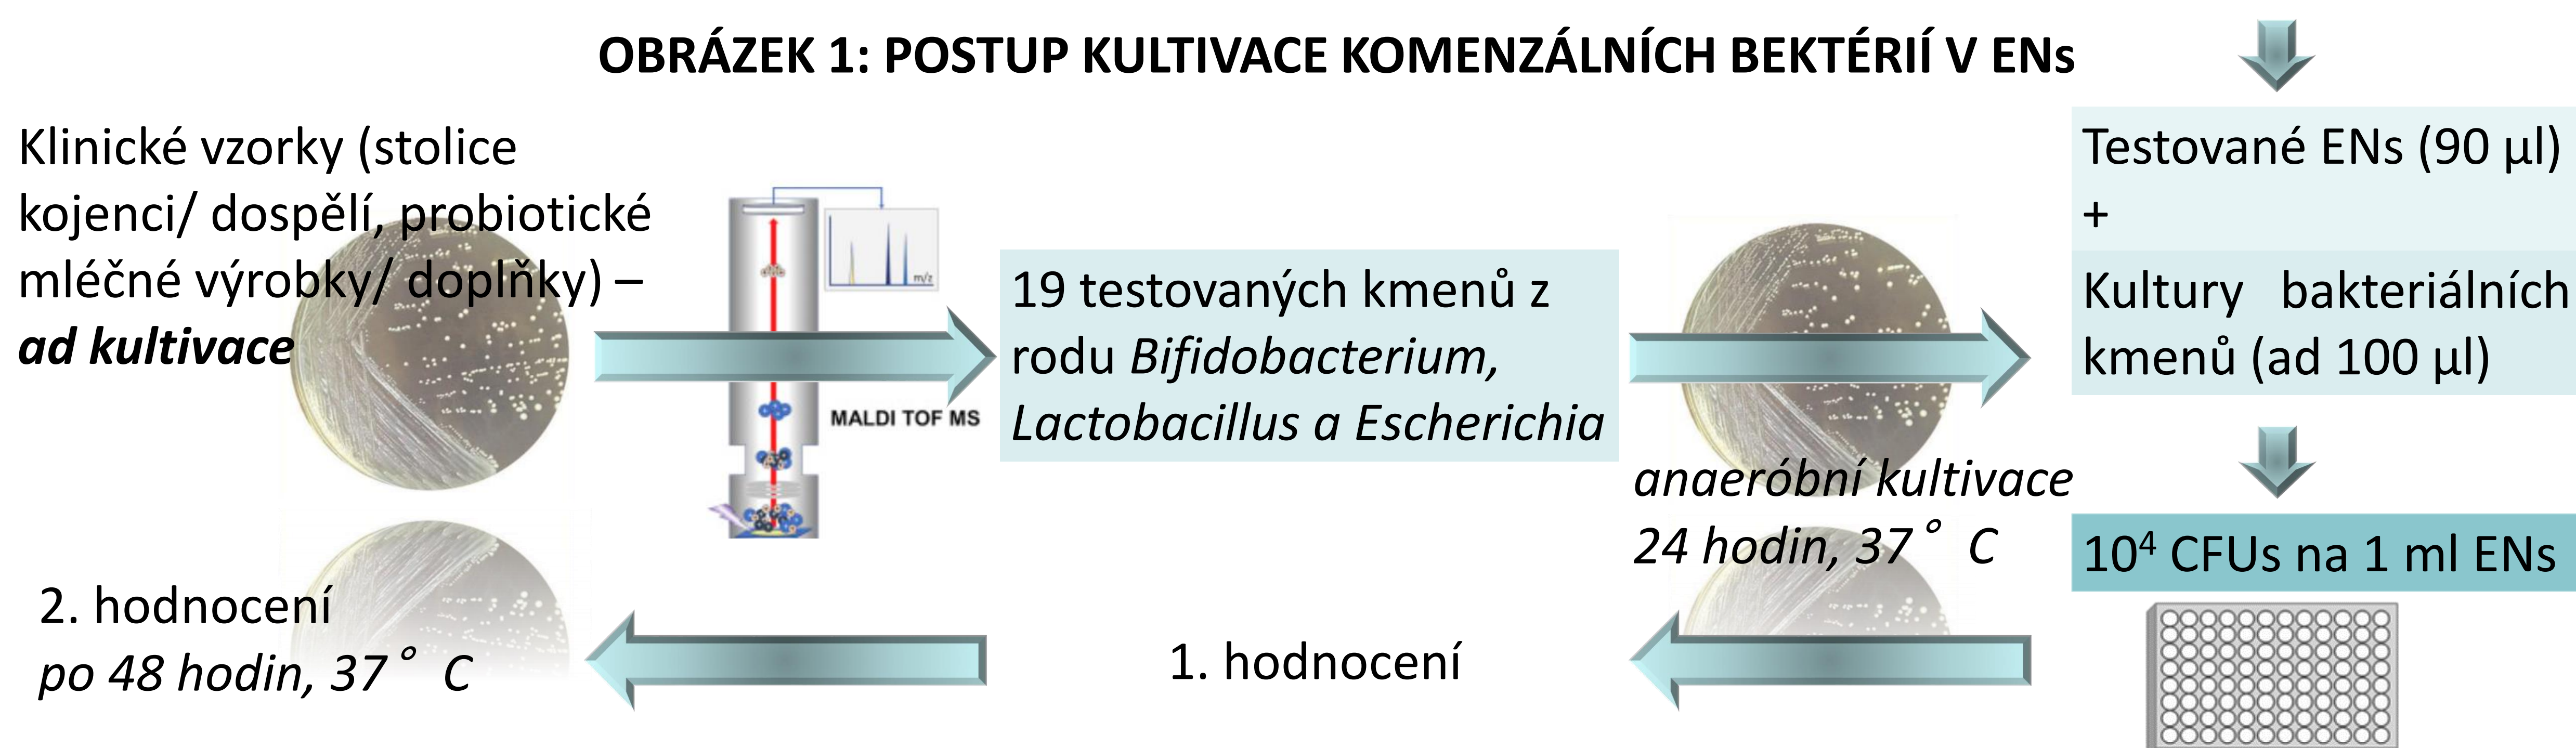 OBRÁZEK 1: POSTUP KULTIVACE KOMENZÁLNÍCH BEKTÉRIÍ V ENs
Klinické vzorky (stolice
kojenci/ dospělí, probiotické
mléčné výrobky/ doplňky) –
ad kultivace
m/z
MALDI TOF MS
19 testovaných kmenů z
rodu Bifidobacterium,
Lactobacillus a Escherichia
anaeróbní kultivace
24 hodin, 37° C
Testované ENs (90 µl)
+
Kultury bakteriálních
kmenů (ad 100 µl)
10⁴ CFUs na 1 ml ENs
1. hodnocení
2. hodnocení
po 48 hodin, 37° C